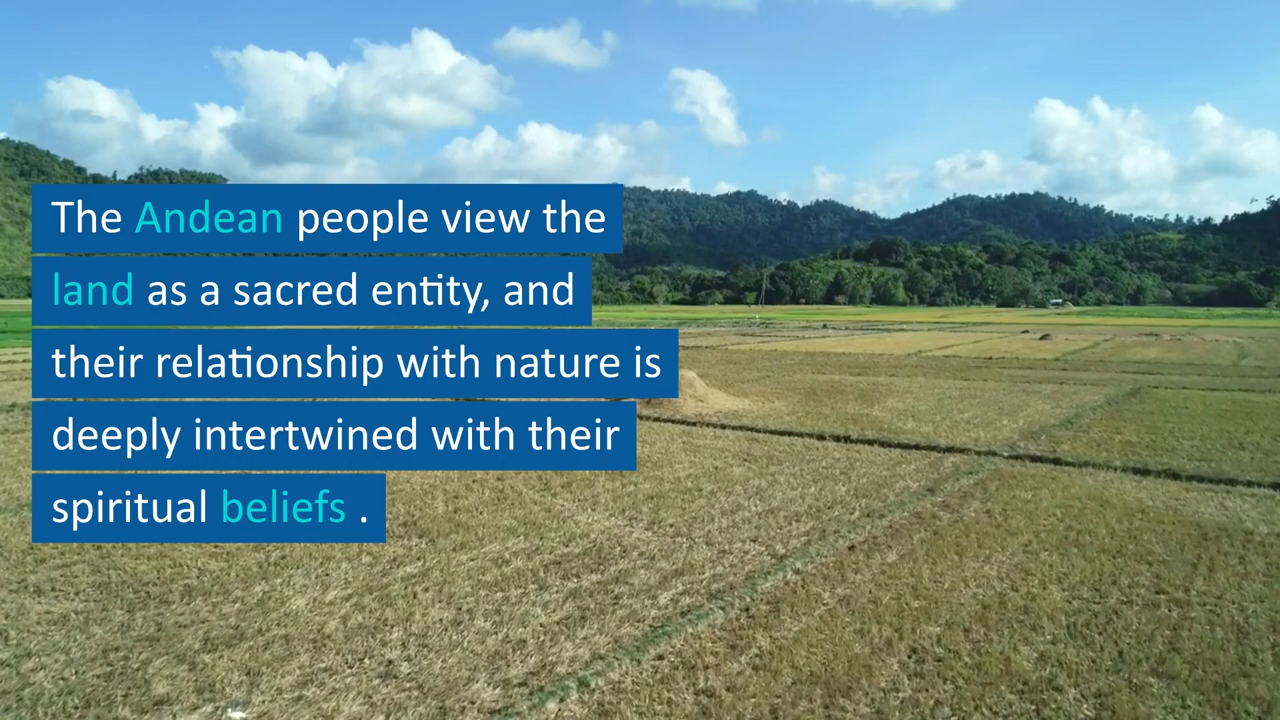 The Andean people view the
land as a sacred entity, and
their relationship with nature is
deeply intertwined with their
spiritual beliefs .